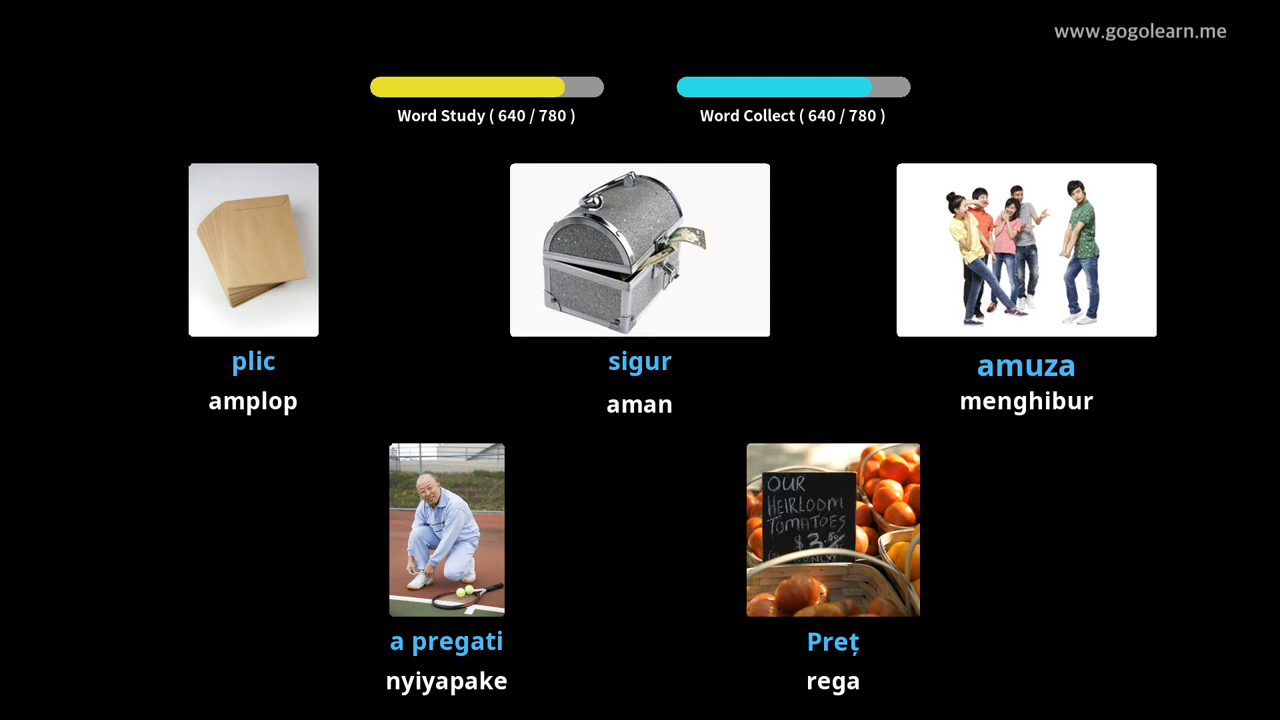 www.gogolearn.me
Word Study ( 640 / 780 )
Word Collect ( 640 / 780 )
plic
amplop
sigur
aman
amuza
menghibur
OUR
HEIRLOOM
TOMATOES
a pregati
nyiyapake
Preț
rega